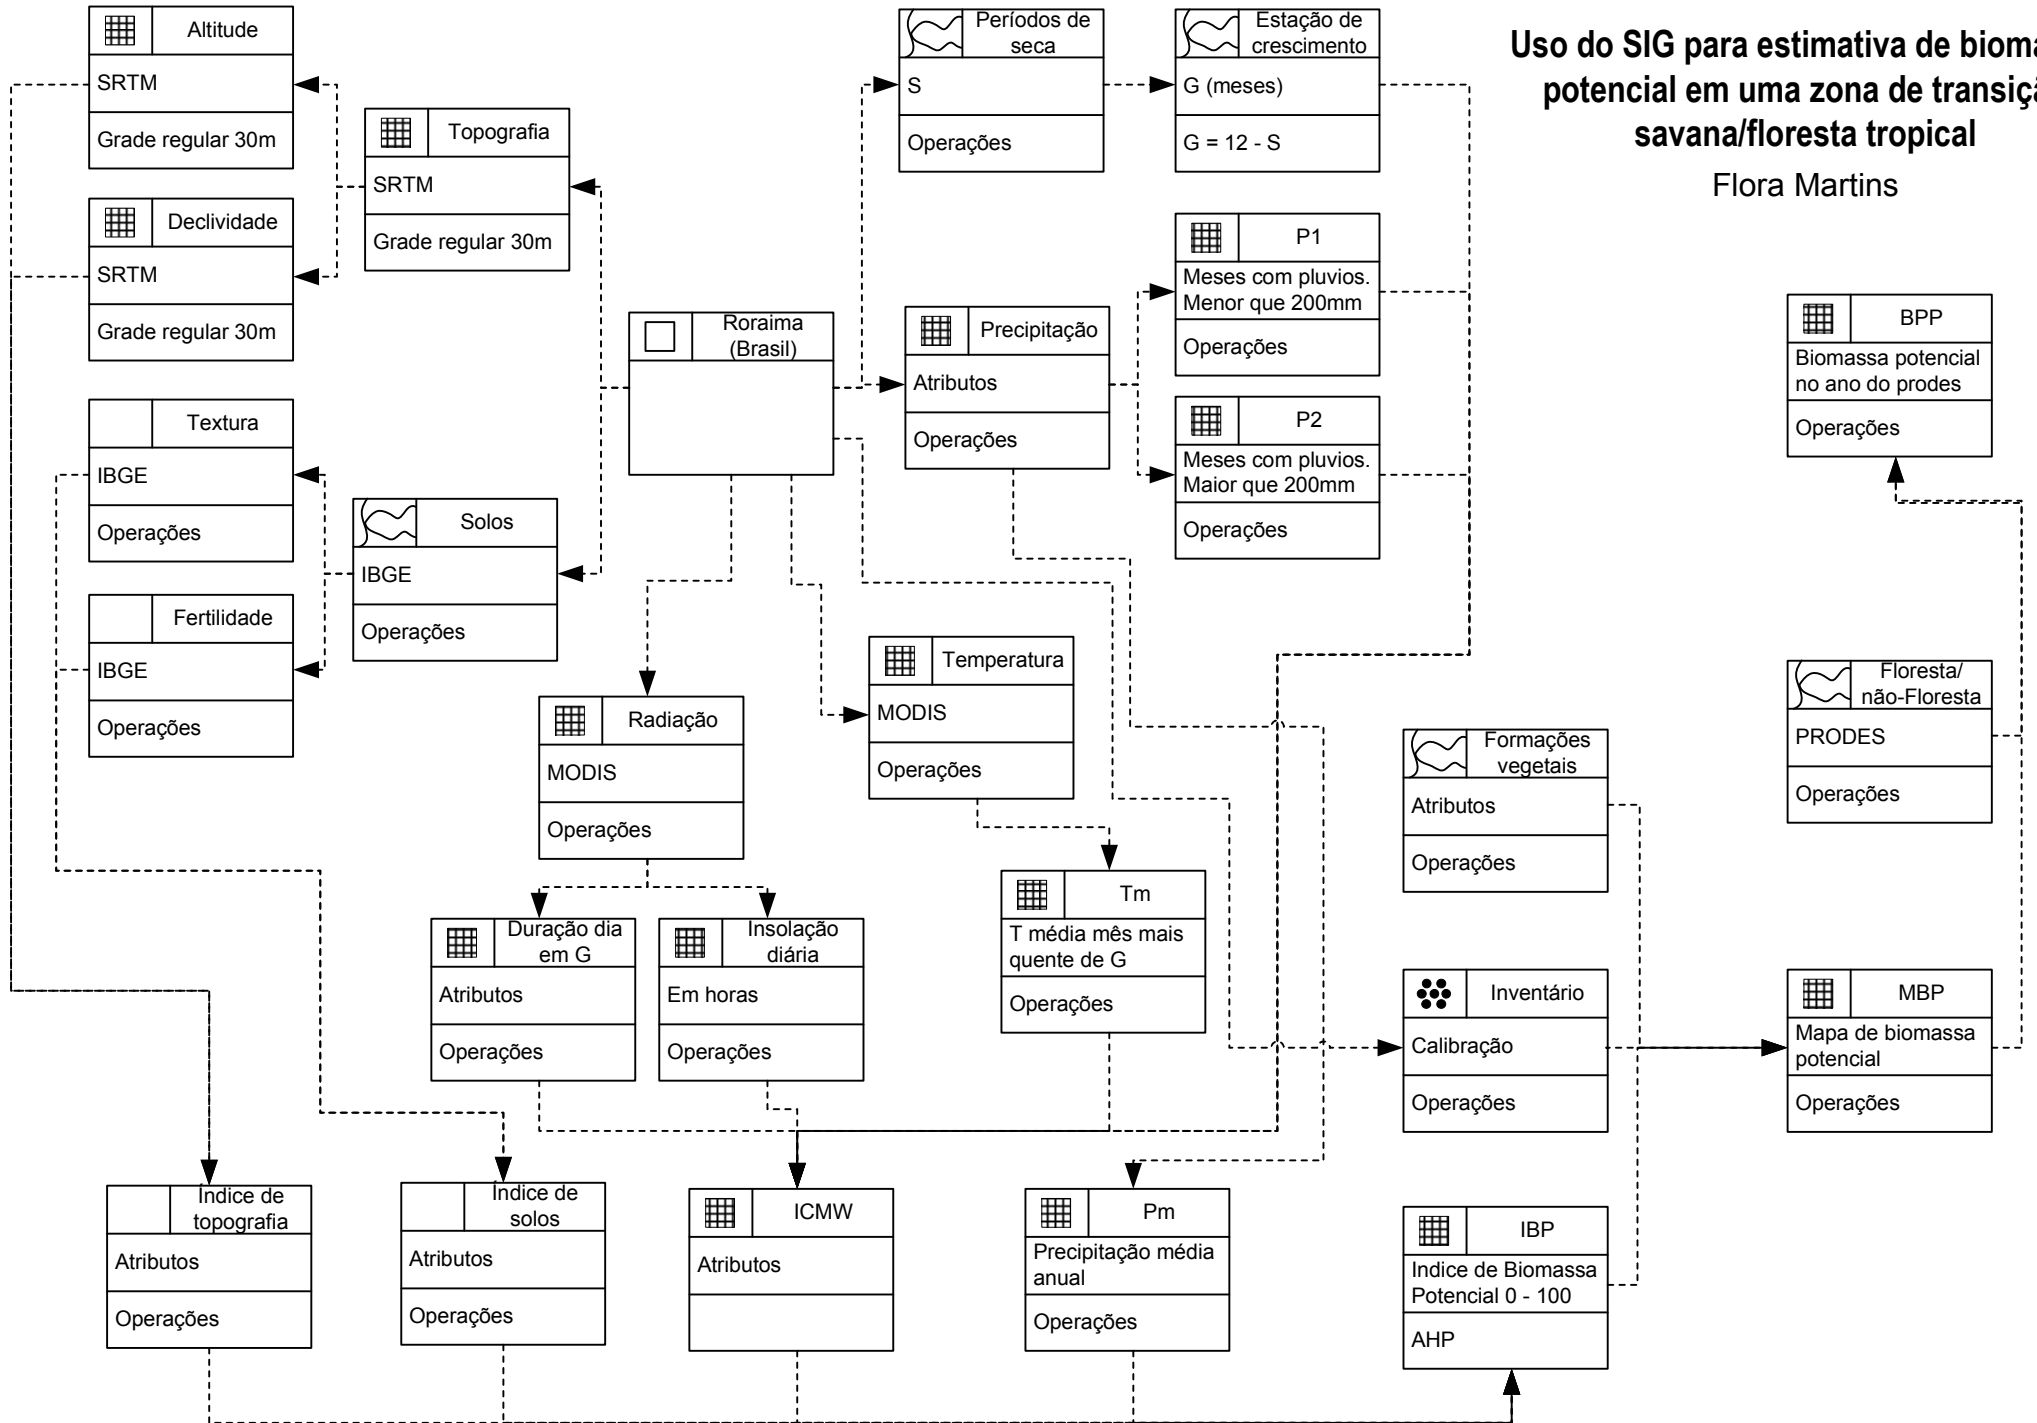 Uso do SIG para estimativa de bioma
potencial em uma zona de transiçã
savana/floresta tropical
Flora Martins
Altitude
SRTM
Grade regular 30m
Declividade
SRTM
Grade regular 30m
Topografia
SRTM
Grade regular 30m
Períodos de
seca
S
Operações
Estação de
crescimento
G (meses)
G = 12 - S
P1
Meses com pluvios.
Menor que 200mm
Operações
Roraima
(Brasil)
Precipitação
Atributos
Operações
P2
Meses com pluvios.
Maior que 200mm
Operações
BPP
Biomassa potencial
no ano do prodes
Operações
Textura
IBGE
Operações
Solos
IBGE
Operações
Fertilidade
IBGE
Operações
Radiação
MODIS
Operações
Temperatura
MODIS
Operações
Floresta/
não-Floresta
PRODES
Operações
Formações
vegetais
Atributos
Operações
Duração dia
em G
Atributos
Operações
Insolação
diária
Em horas
Operações
Tm
T média mês mais
quente de G
Operações
Inventário
Calibração
Operações
MBP
Mapa de biomassa
potencial
Operações
Índice de
topografia
Atributos
Operações
Índice de
solos
Atributos
Operações
ICMW
Atributos
Pm
Precipitação média
anual
Operações
IBP
Indice de Biomassa
Potencial 0 - 100
AHP